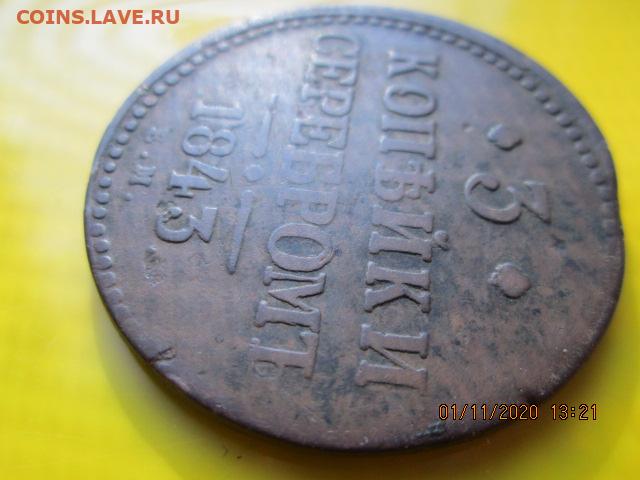 COINS.LAVE.RU
·3·
КОПѢЙКИ
СЕРЕБРОМЪ
1843
Е.М.
01/11/2020 13:21